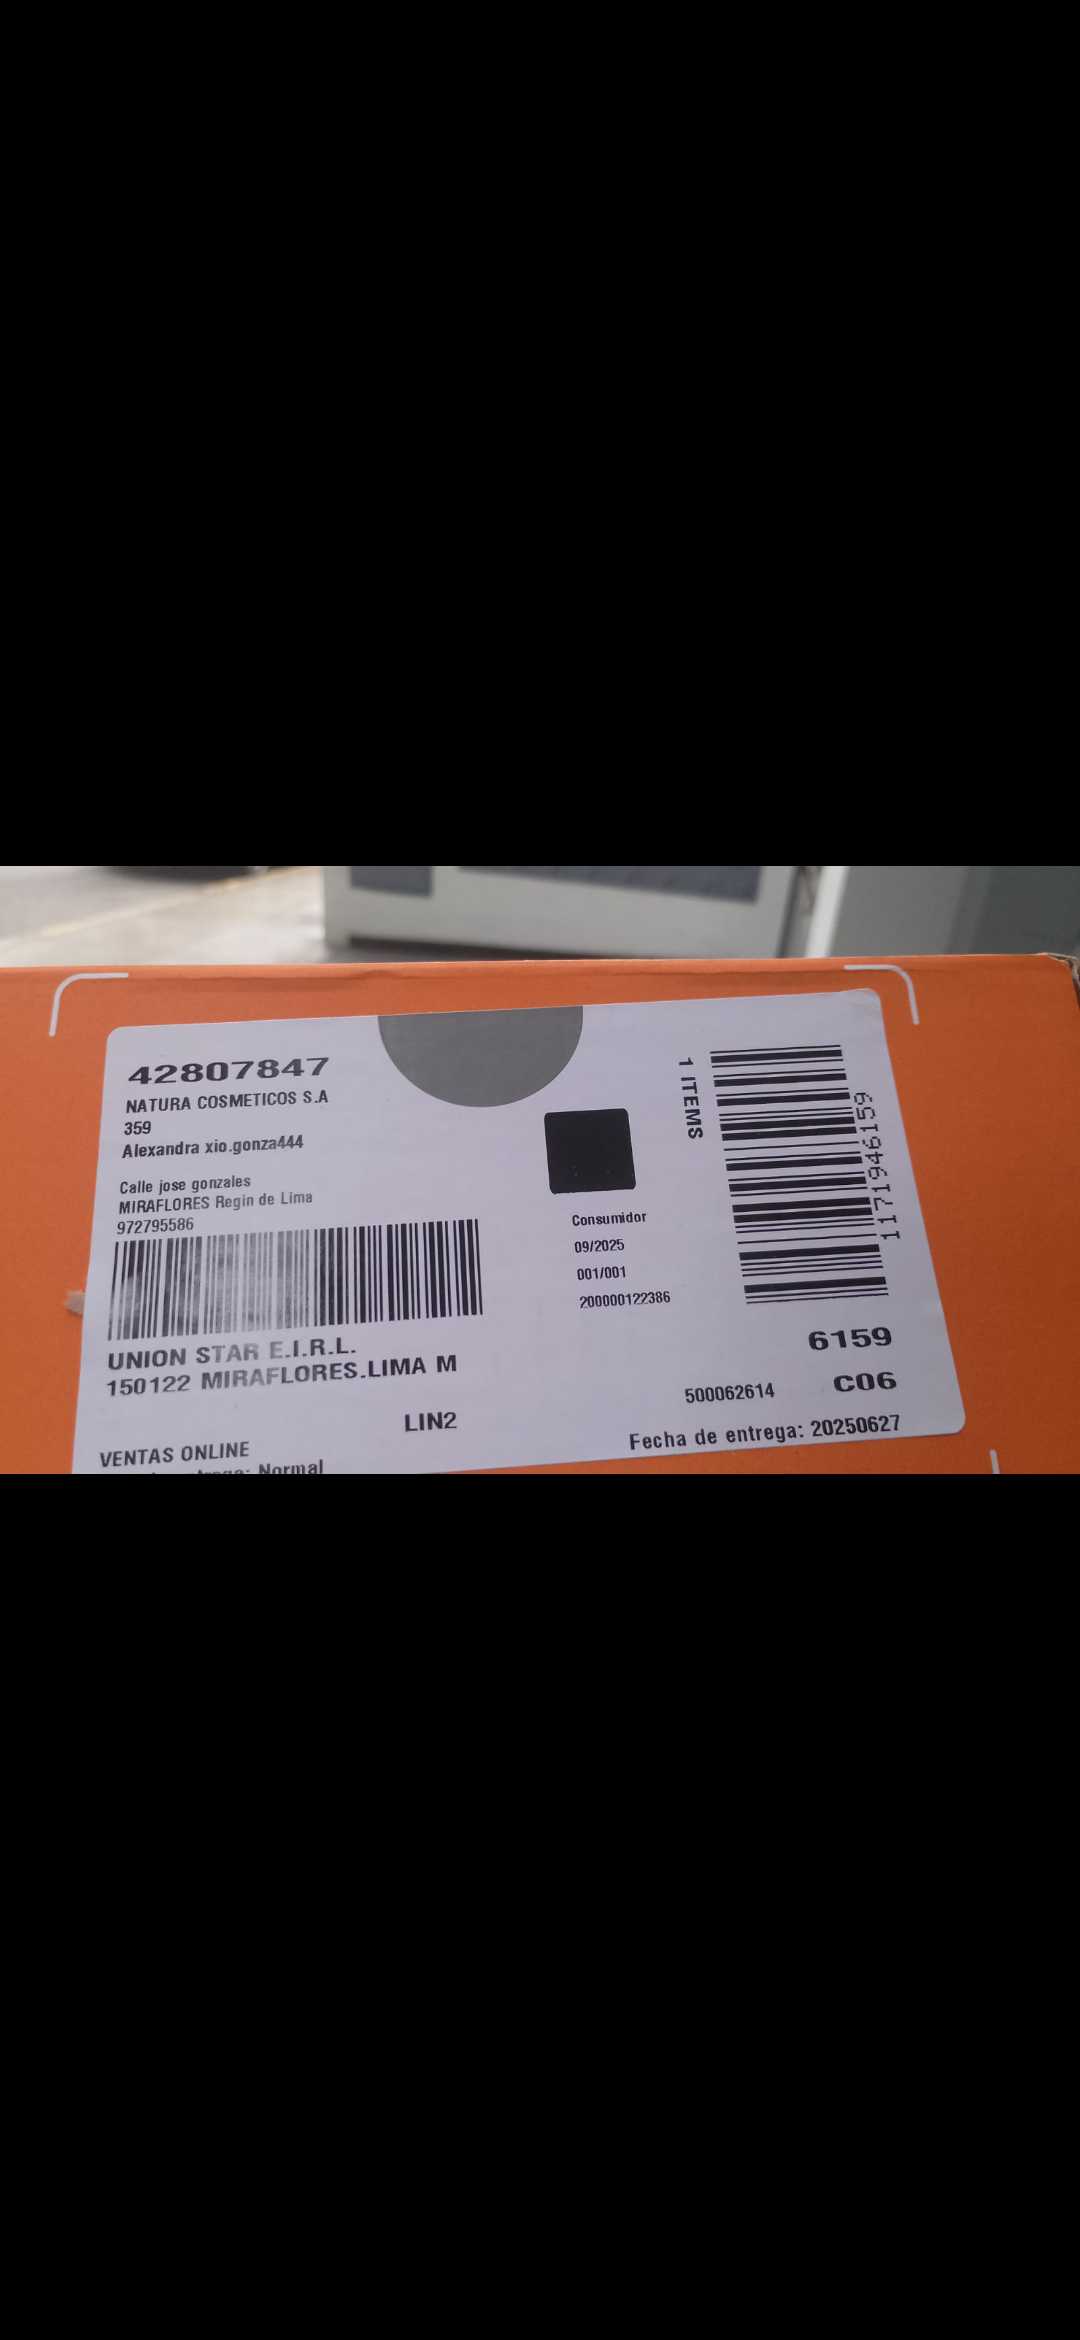 42807847
NATURA COSMETICOS S.A
359
Alexandra xio.gonza444
Calle jose gonzales
MIRAFLORES Regin de Lima
972795586
UNION STAR E.I.R.L.
150122 MIRAFLORES.LIMA M
LIN2
VENTAS ONLINE
Normal
1 ITEMS
1171946159
Consumidor
09/2025
001/001
200000122386
6159
500062614 C06
Fecha de entrega: 20250627